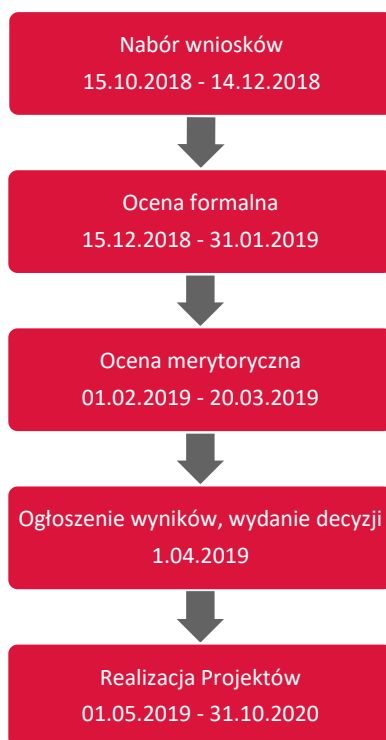 Nabór wniosków
15.10.2018 - 14.12.2018
Ocena formalna
15.12.2018 - 31.01.2019
Ocena merytoryczna
01.02.2019 - 20.03.2019
Ogłoszenie wyników, wydanie decyzji
1.04.2019
Realizacja Projektów
01.05.2019 - 31.10.2020